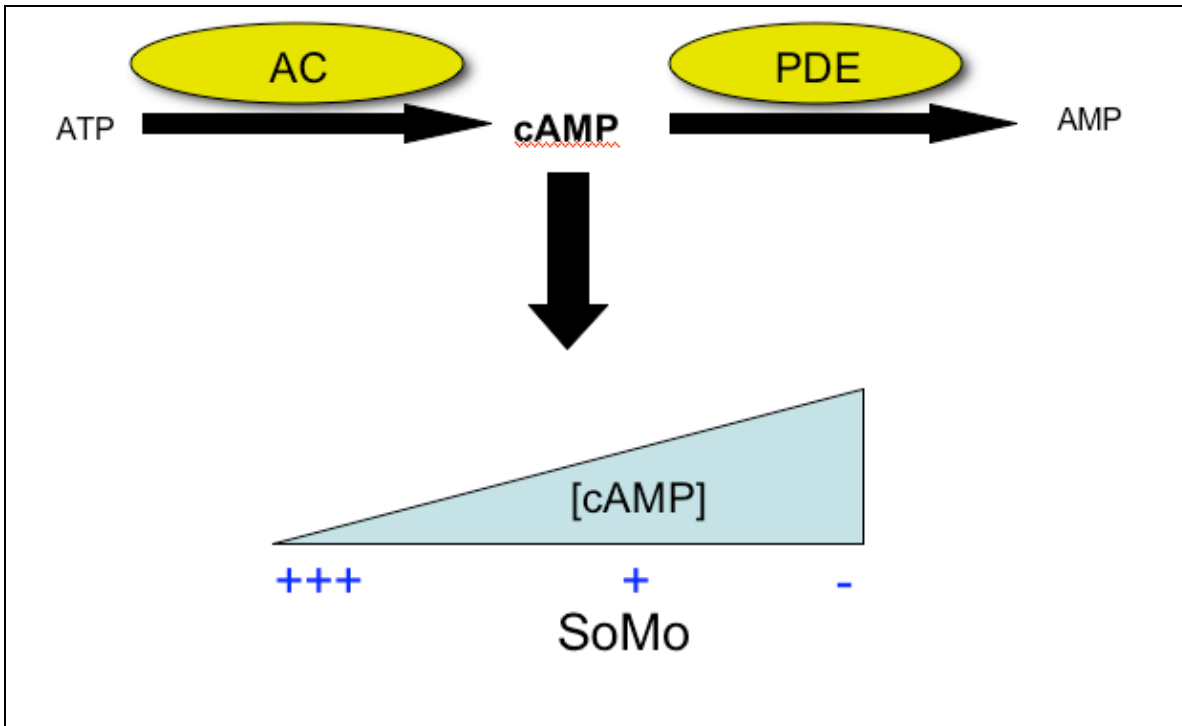 AC
PDE
ATP
cAMP
AMP
[cAMP]
+++ + -
SoMo